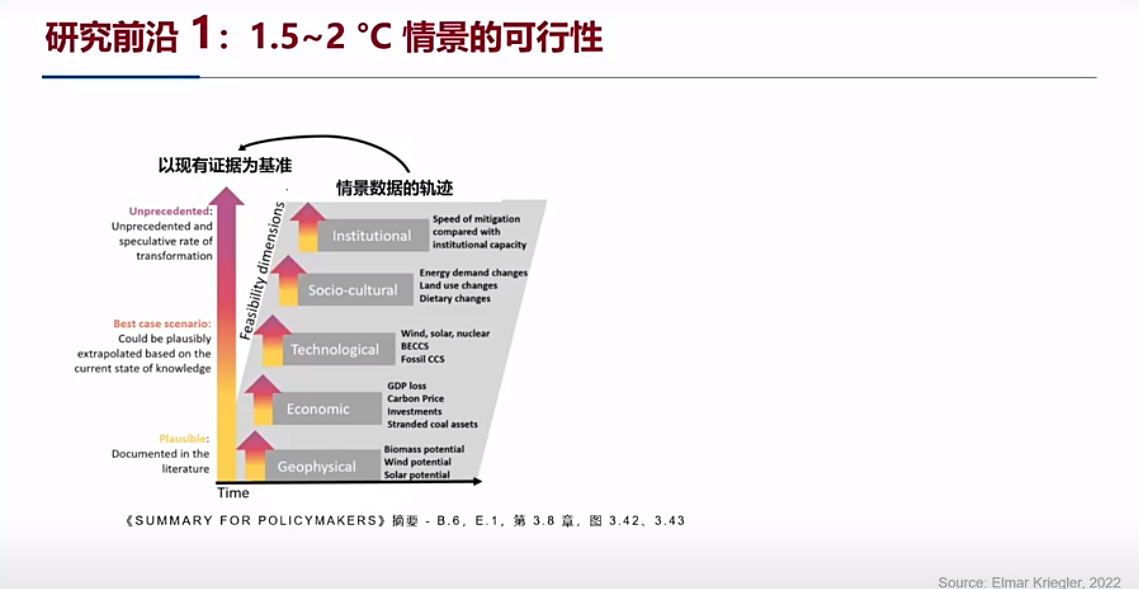 研究前沿 1：1.5~2 °C 情景的可行性
以现有证据为基准
情景数据的轨迹
Unprecedented:
Unprecedented and
speculative rate of
transformation
Best case scenario:
Could be plausibly
extrapolated based on the
current state of knowledge
Plausible:
Documented in the
literature
Feasibility dimensions
Institutional
Speed of mitigation
compared with
institutional capacity
Socio-cultural
Energy demand changes
Land use changes
Dietary changes
Technological
Wind, solar, nuclear
BECCS
Fossil CCS
Economic
GDP loss
Carbon Price
Investments
Stranded coal assets
Geophysical
Biomass potential
Wind potential
Solar potential
Time
《SUMMARY FOR POLICYMAKERS》摘要 - B.6, E.1, 第 3.8 章, 图 3.42、3.43
Source: Elmar Kriegler, 2022